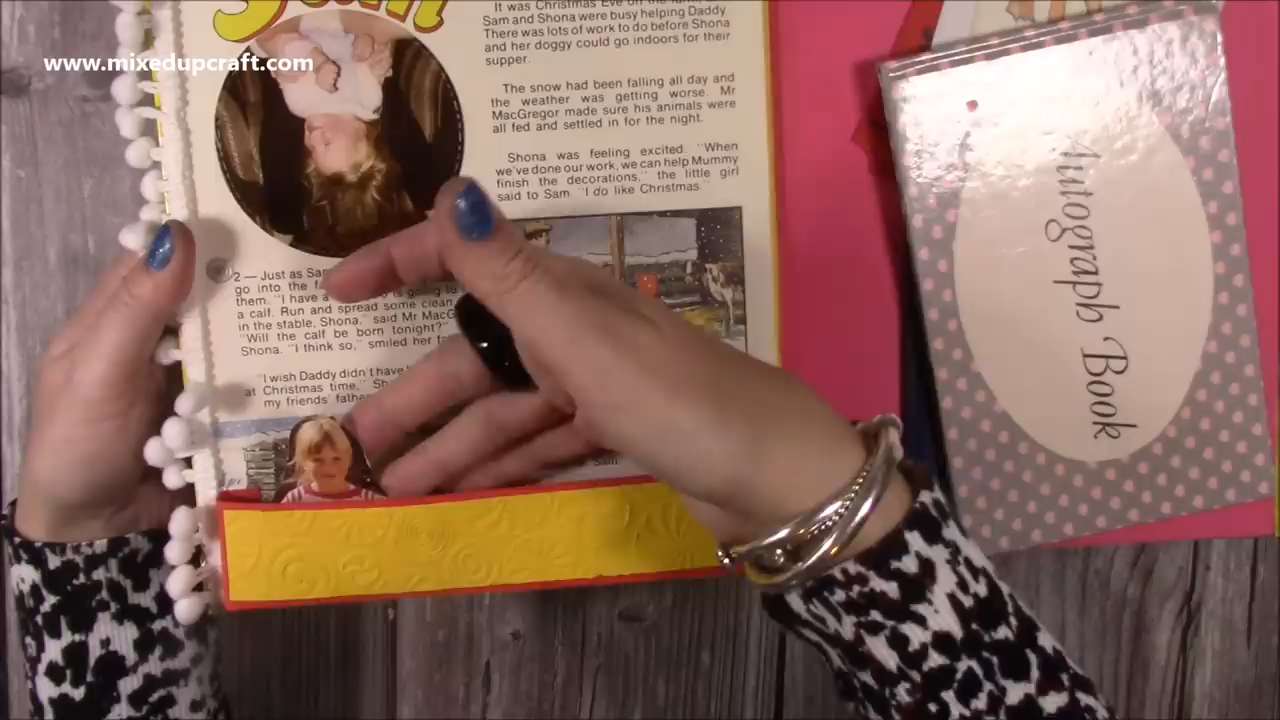 www.mixedupcraft.com
Sam
It was Christmas Eve on the
Sam and Shona were busy helping Daddy
There was lots of work to do before Shona
and her doggy could go indoors for their
supper.
The snow had been falling all day and
the weather was getting worse. Mr
MacGregor made sure his animals were
all fed and settled in for the night.
Shona was feeling excited. "When
we've done our work, we can help Mummy
finish the decorations," the little girl
said to Sam. "I do like Christmas."
2 — Just as Sam
go into the
them. "I have a is going to
a calf. Run and spread some clean
in the stable, Shona," said Mr MacG
"Will the calf be born tonight?"
Shona. "I think so," smiled her
"I wish Daddy didn't have
at Christmas time," Sh
my friends' father
Sam.
Autograph Book